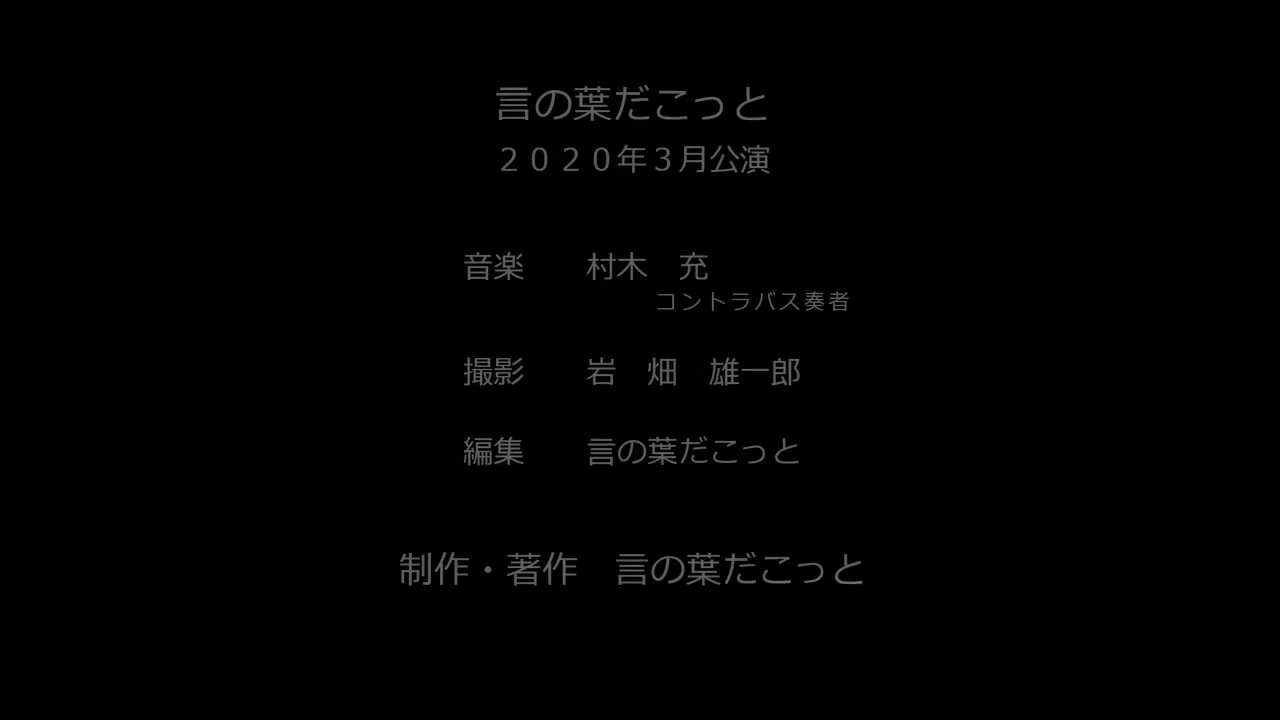 言の葉だこっと
２０２０年３月公演
音楽　　村木　充
コントラバス奏者
撮影　　岩　畑　雄一郎
編集　　言の葉だこっと
制作・著作　言の葉だこっと